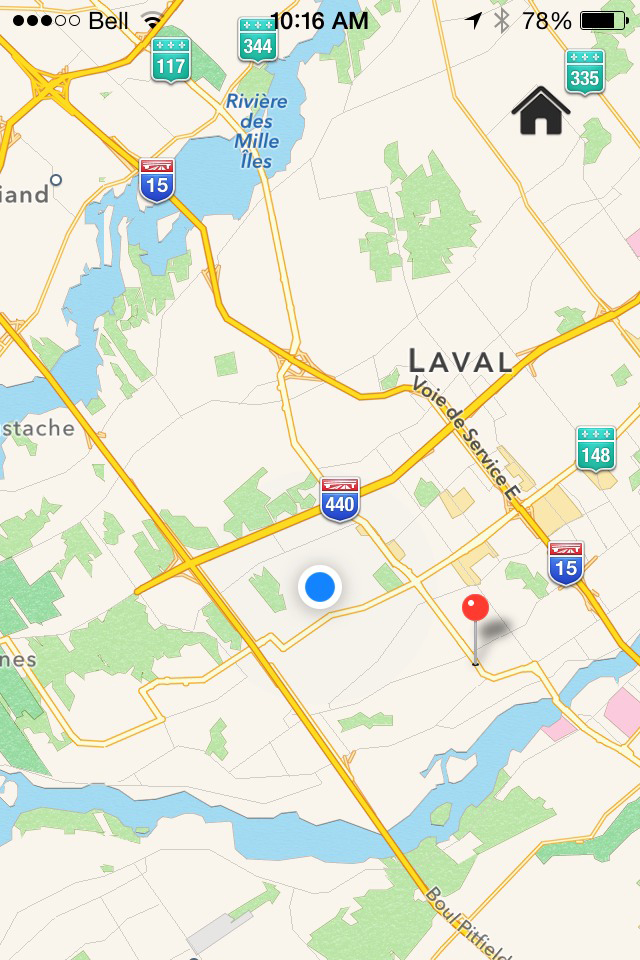 Bell 10:16 AM 78%
344
117
335
Rivière
des
Mille
Îles
15
iand
LAVAL
Voie de Service E
stache
148
440
15
nes
Boul Pitfield